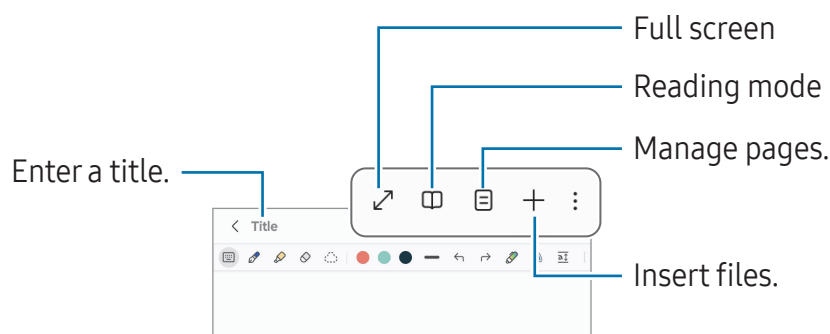 Full screen
Reading mode
Manage pages.
Enter a title.
Title
Insert files.